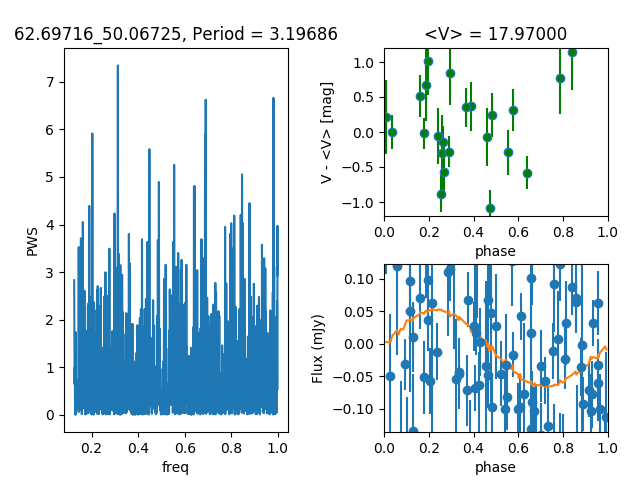 62.69716_50.06725, Period = 3.19686
PWS
7
6
5
4
3
2
1
0
0.2 0.4 0.6 0.8 1.0
freq
<V> = 17.97000
V - <V> [mag]
1.0
0.5
0.0
−0.5
−1.0
0.0 0.2 0.4 0.6 0.8 1.0
phase
Flux (mJy)
0.10
0.05
0.00
−0.05
−0.10
0.0 0.2 0.4 0.6 0.8 1.0
phase